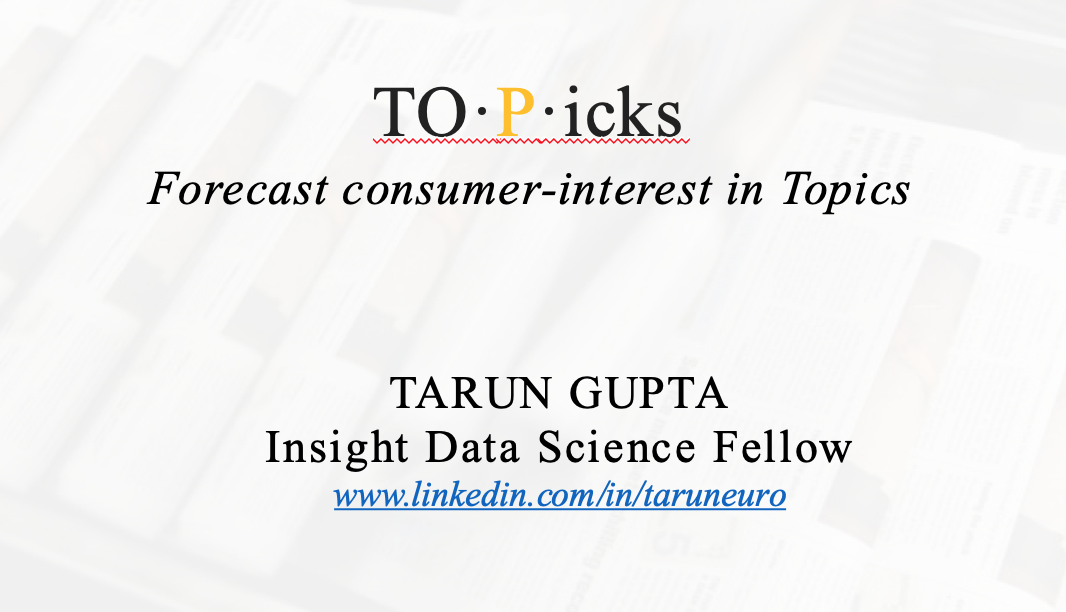 TO·P·icks
Forecast consumer-interest in Topics
TARUN GUPTA
Insight Data Science Fellow
www.linkedin.com/in/taruneuro